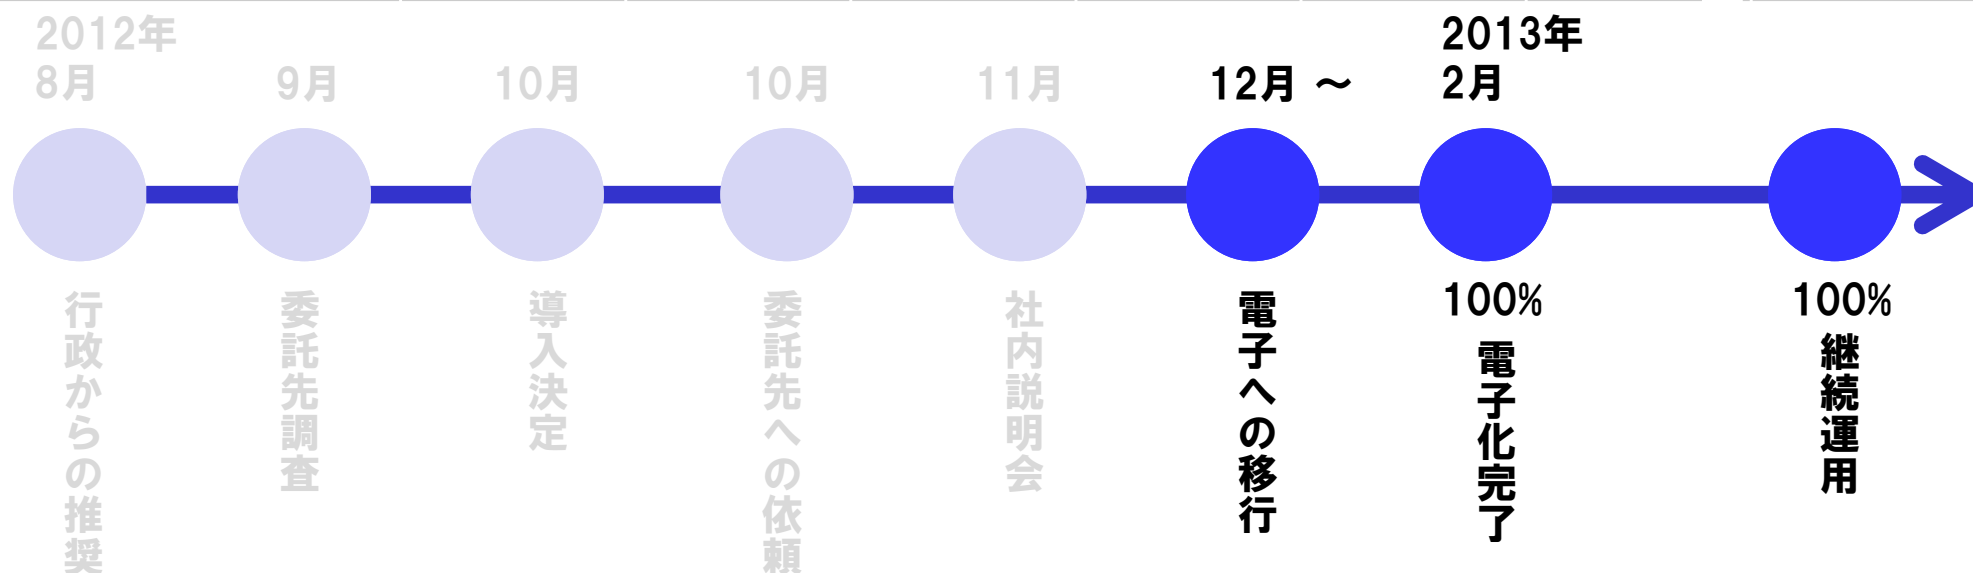 2012年
8月
9月
10月
10月
11月
12月 ～
2013年
2月
行政からの推奨
委託先調査
導入決定
委託先への依頼
社内説明会
電子への移行
100%
電子化完了
100%
継続運用